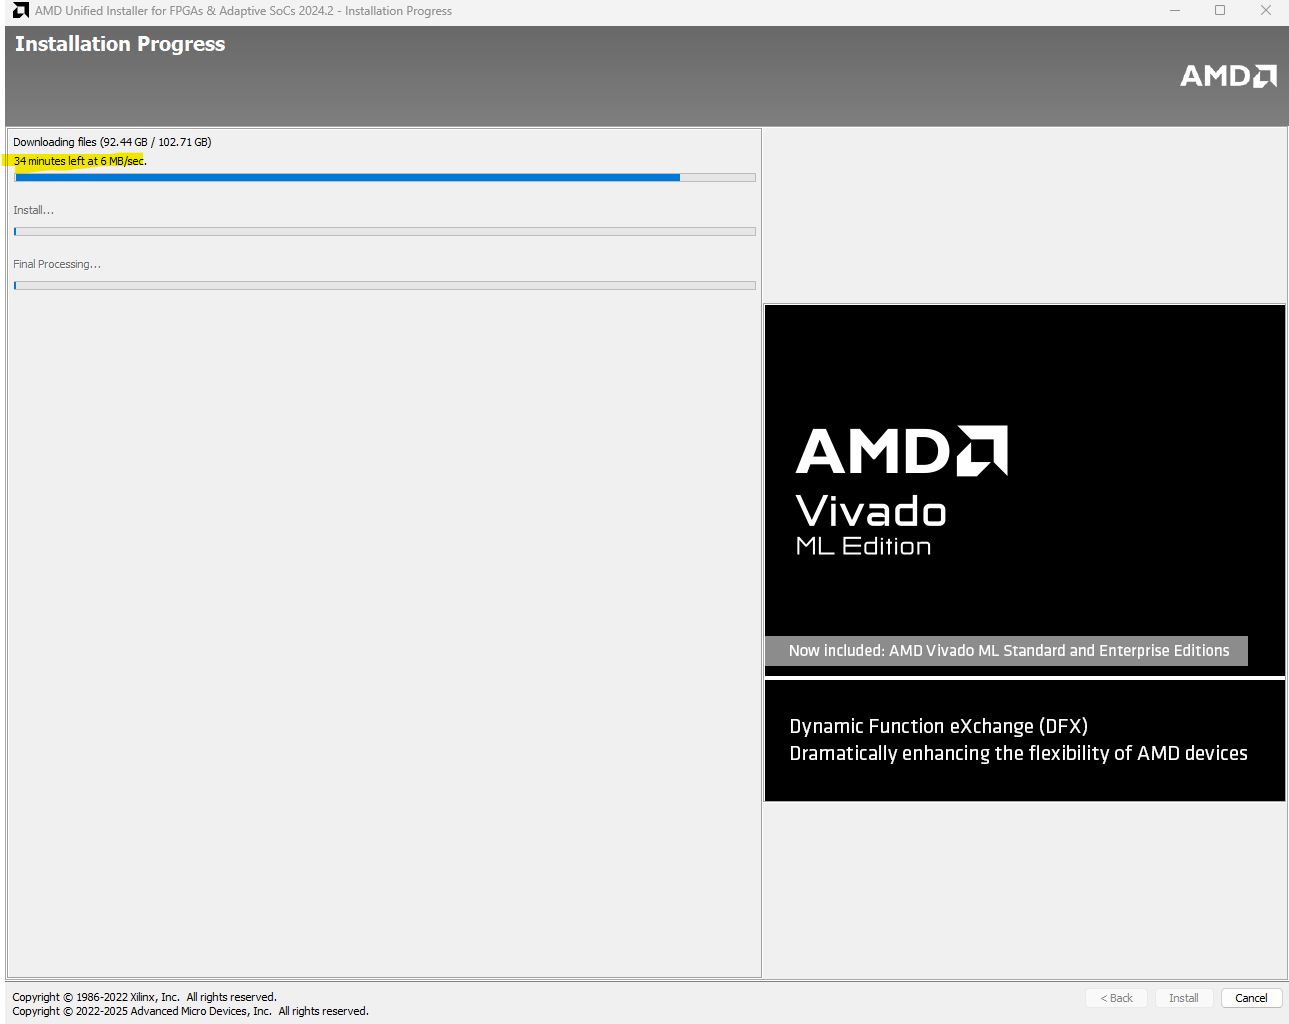 AMD Unified Installer for FPGAs & Adaptive SoCs 2024.2 - Installation Progress
Installation Progress
AMD
Downloading files (92.44 GB / 102.71 GB)
34 minutes left at 6 MB/sec.
Install...
Final Processing...
AMD
Vivado
ML Edition
Now included: AMD Vivado ML Standard and Enterprise Editions
Dynamic Function eXchange (DFX)
Dramatically enhancing the flexibility of AMD devices
Copyright © 1986-2022 Xilinx, Inc. All rights reserved.
Copyright © 2022-2025 Advanced Micro Devices, Inc. All rights reserved.
< Back
Install
Cancel